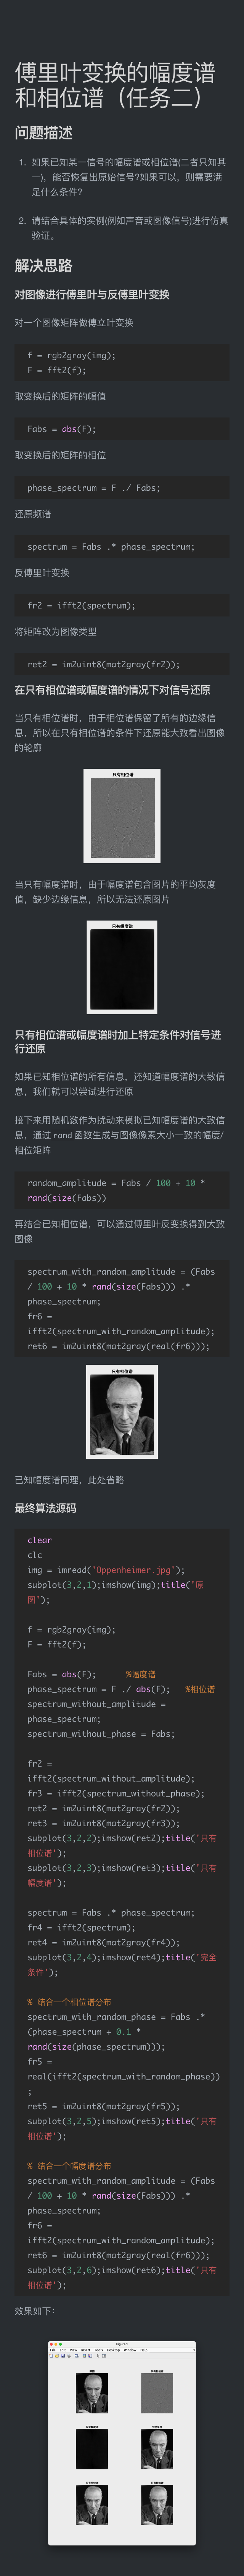 傅里叶变换的幅度谱
和相位谱（任务二）
问题描述
1. 如果已知某一信号的幅度谱或相位谱(二者只知其
一)，能否恢复出原始信号?如果可以，则需要满
足什么条件?
2. 请结合具体的实例(例如声音或图像信号)进行仿真
验证。
解决思路
对图像进行傅里叶与反傅里叶变换
对一个图像矩阵做傅立叶变换
f = rgb2gray(img);
F = fft2(f);
取变换后的矩阵的幅值
Fabs = abs(F);
取变换后的矩阵的相位
phase_spectrum = F ./ Fabs;
还原频谱
spectrum = Fabs .* phase_spectrum;
反傅里叶变换
fr2 = ifft2(spectrum);
将矩阵改为图像类型
ret2 = im2uint8(mat2gray(fr2));
在只有相位谱或幅度谱的情况下对信号还原
当只有相位谱时，由于相位谱保留了所有的边缘信
息，所以在只有相位谱的条件下还原能大致看出图像
的轮廓
只有相位谱
当只有幅度谱时，由于幅度谱包含图片的平均灰度
值，缺少边缘信息，所以无法还原图片
只有幅度谱
只有相位谱或幅度谱时加上特定条件对信号进
行还原
如果已知相位谱的所有信息，还知道幅度谱的大致信
息，我们就可以尝试进行还原
接下来用随机数作为扰动来模拟已知幅度谱的大致信
息，通过 rand 函数生成与图像像素大小一致的幅度/
相位矩阵
random_amplitude = Fabs / 100 + 10 *
rand(size(Fabs))
再结合已知相位谱，可以通过傅里叶反变换得到大致
图像
spectrum_with_random_amplitude = (Fabs
/ 100 + 10 * rand(size(Fabs))) .*
phase_spectrum;
fr6 =
ifft2(spectrum_with_random_amplitude);
ret6 = im2uint8(mat2gray(real(fr6)));
只有相位谱
已知幅度谱同理，此处省略
最终算法源码
clear
clc
img = imread('Oppenheimer.jpg');
subplot(3,2,1);imshow(img);title('原
图');
f = rgb2gray(img);
F = fft2(f);
Fabs = abs(F); %幅度谱
phase_spectrum = F ./ abs(F); %相位谱
spectrum_without_amplitude =
phase_spectrum;
spectrum_without_phase = Fabs;
fr2 =
ifft2(spectrum_without_amplitude);
fr3 = ifft2(spectrum_without_phase);
ret2 = im2uint8(mat2gray(fr2));
ret3 = im2uint8(mat2gray(fr3));
subplot(3,2,2);imshow(ret2);title('只有
相位谱');
subplot(3,2,3);imshow(ret3);title('只有
幅度谱');
spectrum = Fabs .* phase_spectrum;
fr4 = ifft2(spectrum);
ret4 = im2uint8(mat2gray(fr4));
subplot(3,2,4);imshow(ret4);title('完全
条件');
% 结合一个相位谱分布
spectrum_with_random_phase = Fabs .*
(phase_spectrum + 0.1 *
rand(size(phase_spectrum)));
fr5 =
real(ifft2(spectrum_with_random_phase))
;
ret5 = im2uint8(mat2gray(fr5));
subplot(3,2,5);imshow(ret5);title('只有
相位谱');
% 结合一个幅度谱分布
spectrum_with_random_amplitude = (Fabs
/ 100 + 10 * rand(size(Fabs))) .*
phase_spectrum;
fr6 =
ifft2(spectrum_with_random_amplitude);
ret6 = im2uint8(mat2gray(real(fr6)));
subplot(3,2,6);imshow(ret6);title('只有
相位谱');
效果如下：
Figure 1
File Edit View Insert Tools Desktop Window Help